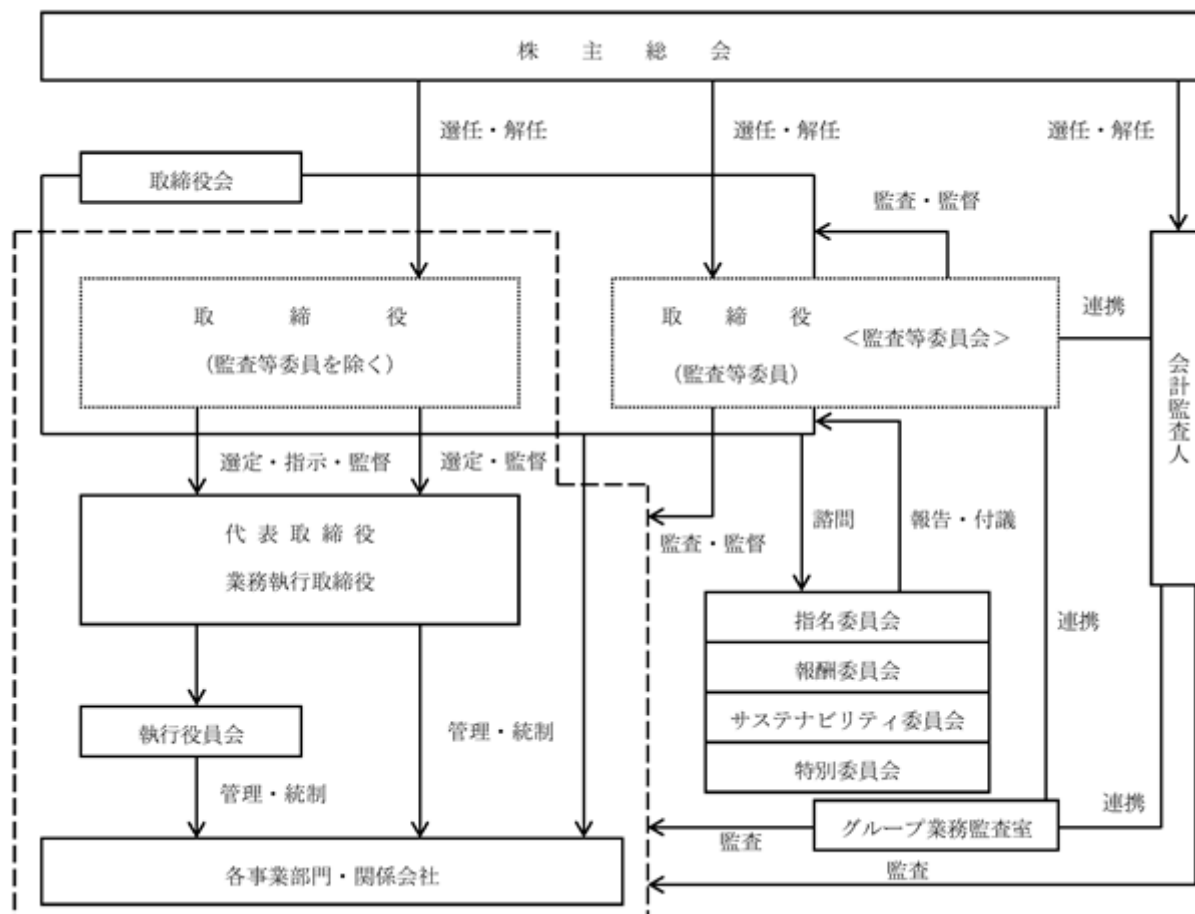 株主総会
選任・解任
選任・解任
選任・解任
取締役会
監査・監督
取締役
(監査等委員を除く)
取締役
(監査等委員)
＜監査等委員会＞
連携
会計監査人
選定・指示・監督
選定・監督
代表取締役
業務執行取締役
監査・監督
諮問
報告・付議
指名委員会
報酬委員会
サステナビリティ委員会
特別委員会
連携
執行役員会
管理・統制
管理・統制
グループ業務監査室
連携
監査
監査
各事業部門・関係会社